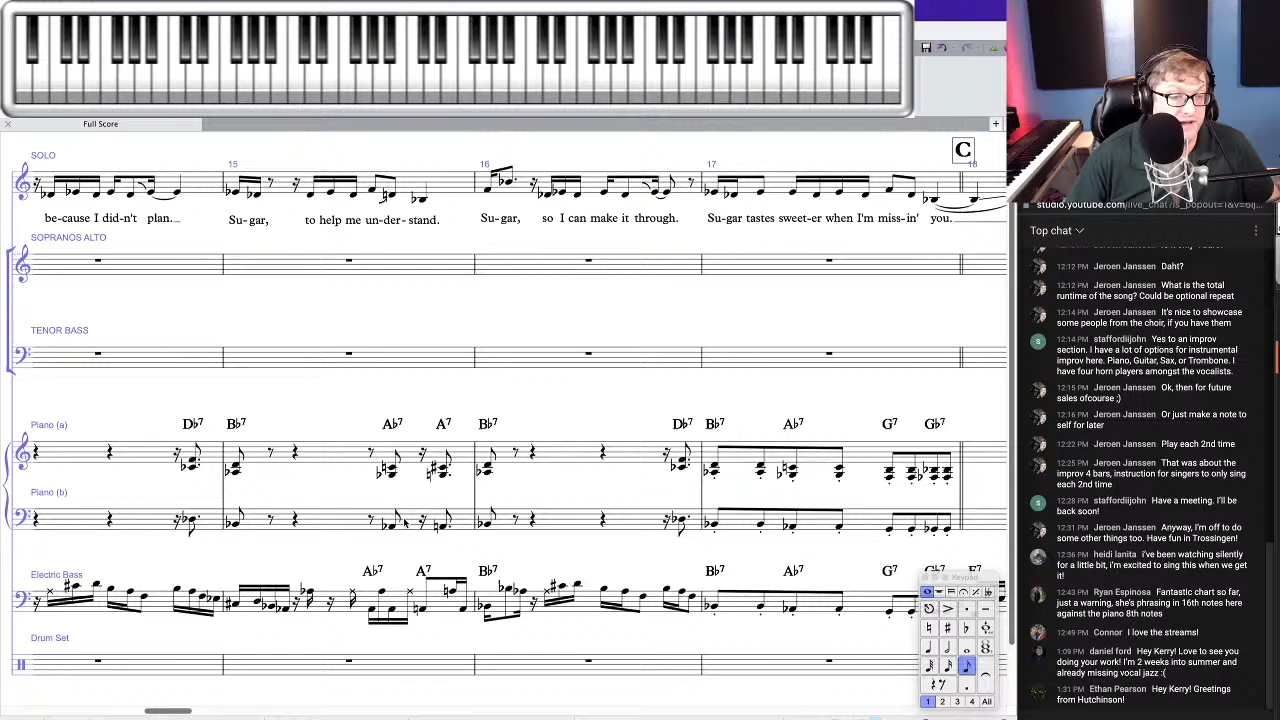 Full Score
SOLO
15
16
17
C
18
be-cause I did-n't plan.
Su-gar, to help me un-der-stand.
Su-gar, so I can make it through.
Su-gar tastes sweet-er when I'm miss-in' you.
SOPRANOS ALTO
TENOR BASS
Piano (a)
D♭7 B♭7 A♭7 A7 B♭7 D♭7 B♭7 A♭7 G7 G♭7
Piano (b)
Electric Bass
A♭7 A7 B♭7 B♭7 A♭7 G7
Drum Set
Keypad
1 2 3 4 All
studio.youtube.com/live_chat?is_popout=1&v=6ij...
Top chat
12:12 PM Jeroen Janssen Daht?
12:12 PM Jeroen Janssen What is the total
runtime of the song? Could be optional repeat
12:14 PM Jeroen Janssen It's nice to showcase
some people from the choir, if you have them
S
12:14 PM staffordiijohn Yes to an improv
section. I have a lot of options for instrumental
improv here. Piano, Guitar, Sax, or Trombone. I
have four horn players amongst the vocalists.
12:15 PM Jeroen Janssen Ok, then for future
sales ofcourse ;)
12:16 PM Jeroen Janssen Or just make a note to
self for later
12:22 PM Jeroen Janssen Play each 2nd time
12:25 PM Jeroen Janssen That was about the
improv 4 bars, instruction for singers to only sing
each 2nd time
S
12:28 PM staffordiijohn Have a meeting. I'll be
back soon!
12:31 PM Jeroen Janssen Anyway, I'm off to do
some other things too. Have fun in Trossingen!
12:36 PM heidi lanita i've been watching silently
for a little bit, i'm excited to sing this when we get
it!
12:43 PM Ryan Espinosa Fantastic chart so far,
just a warning, she's phrasing in 16th notes here
against the piano 8th notes
12:49 PM Connor I love the streams!
1:09 PM daniel ford Hey Kerry! Love to see you
doing your work! I'm 2 weeks into summer and
already missing vocal jazz :(
1:31 PM Ethan Pearson Hey Kerry! Greetings
from Hutchinson!